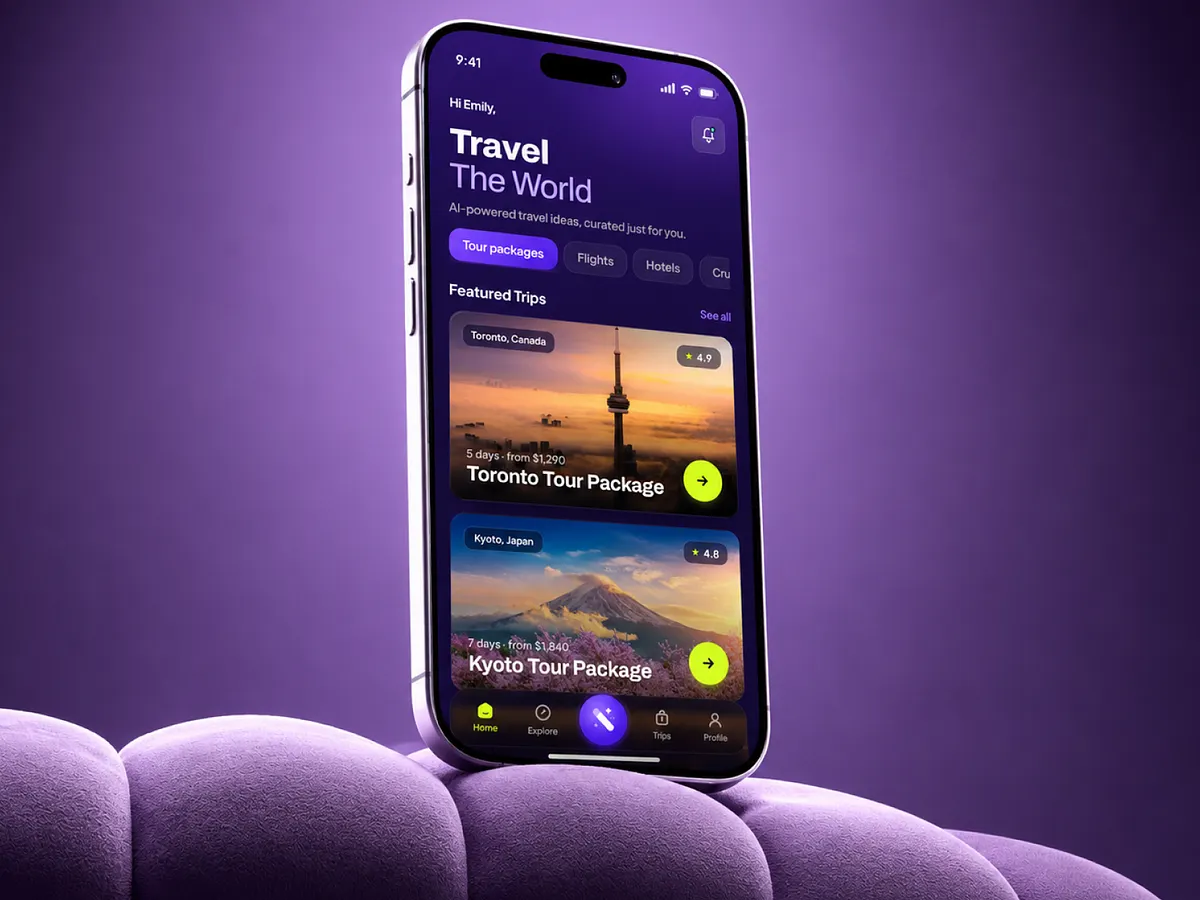 9:41
Hi Emily,
Travel
The World
AI-powered travel ideas, curated just for you.
Tour packages
Flights
Hotels
Cru
Featured Trips
See all
Toronto, Canada
★ 4.9
5 days · from $1,290
Toronto Tour Package
Kyoto, Japan
★ 4.8
7 days · from $1,840
Kyoto Tour Package
Home
Explore
Trips
Profile